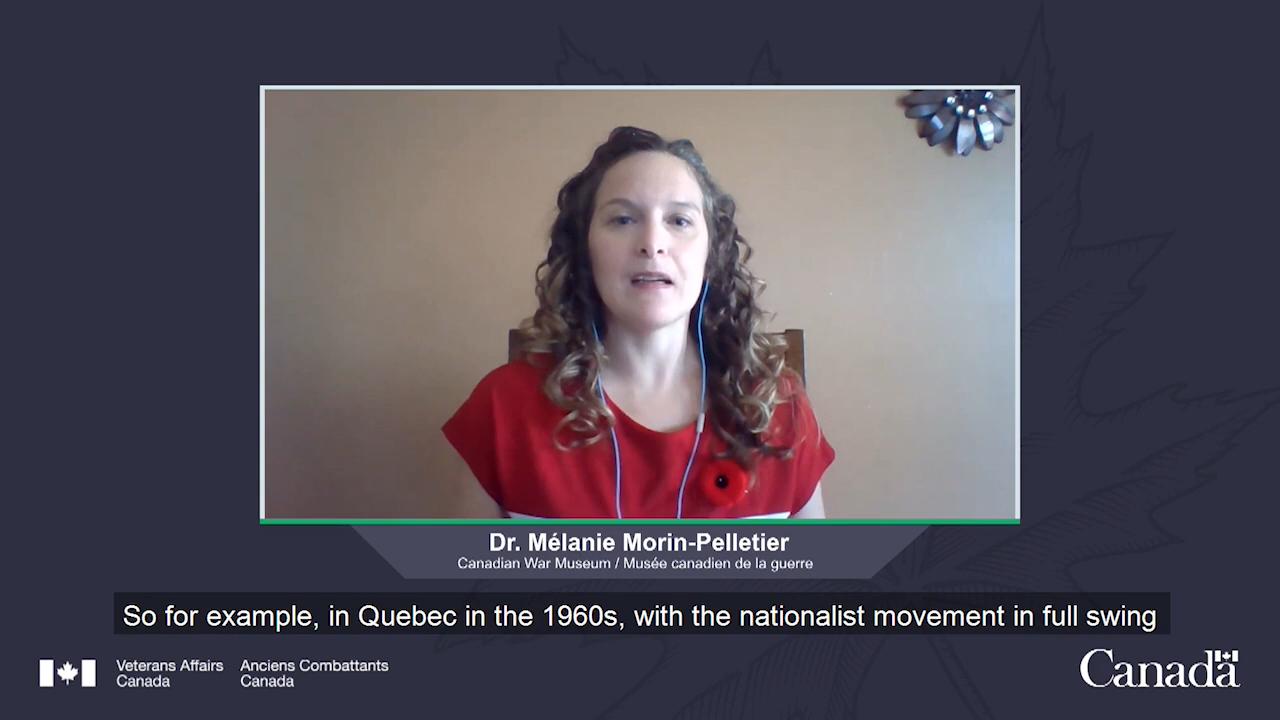 Dr. Mélanie Morin-Pelletier
Canadian War Museum / Musée canadien de la guerre
So for example, in Quebec in the 1960s, with the nationalist movement in full swing
Veterans Affairs Canada
Anciens Combattants Canada
Canada